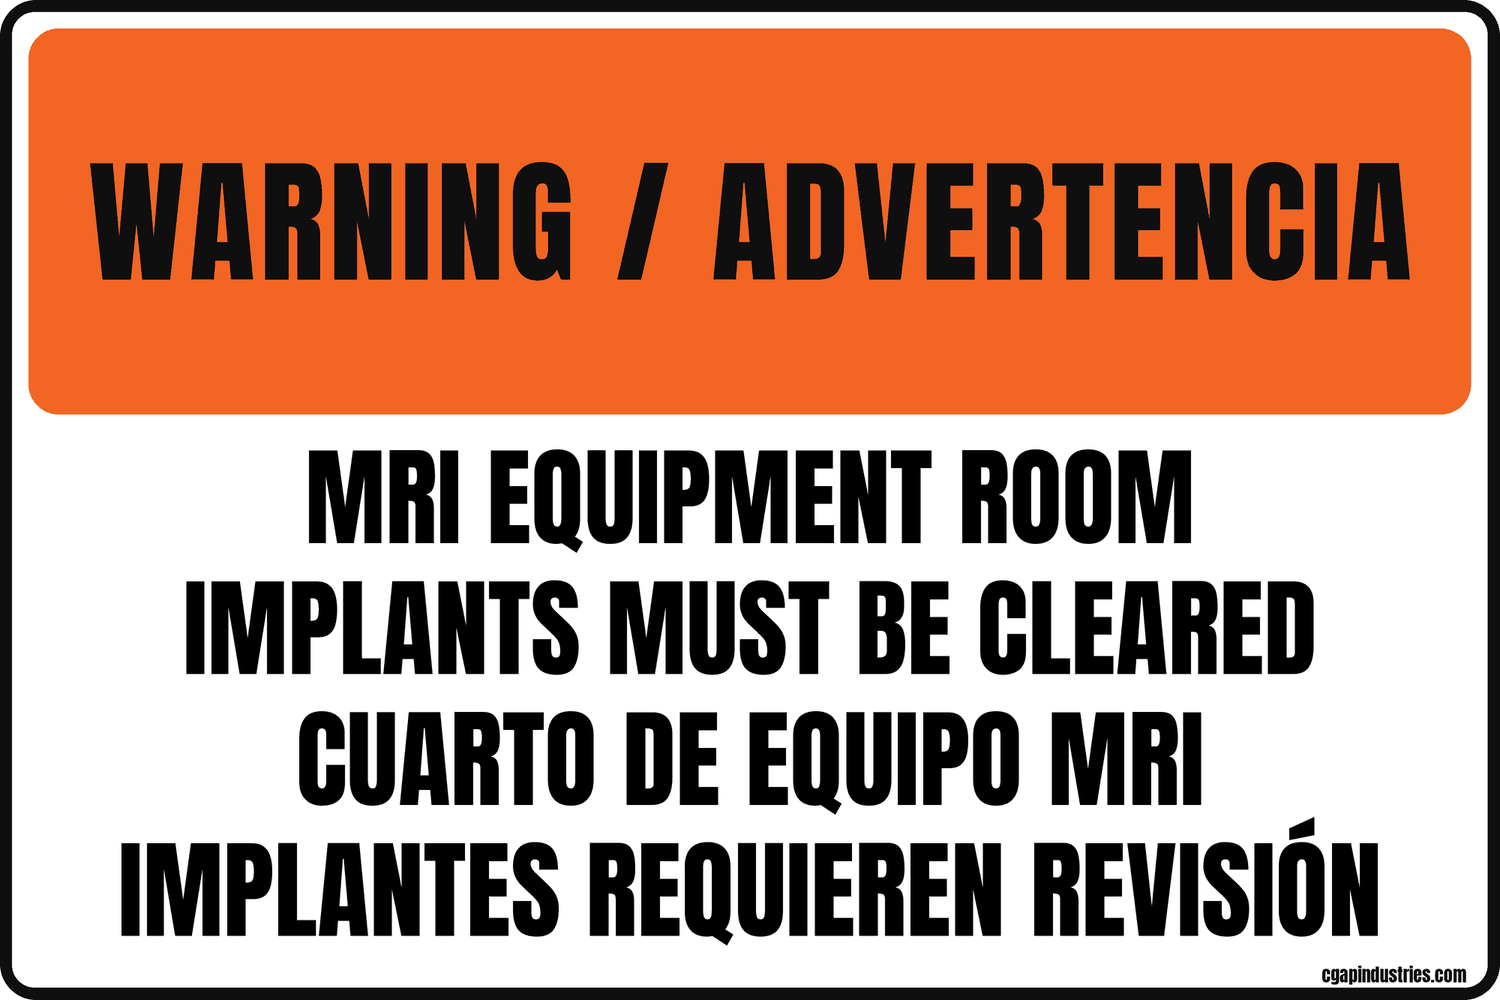 WARNING / ADVERTENCIA
MRI EQUIPMENT ROOM
IMPLANTS MUST BE CLEARED
CUARTO DE EQUIPO MRI
IMPLANTES REQUIEREN REVISIÓN
cgapindustries.com